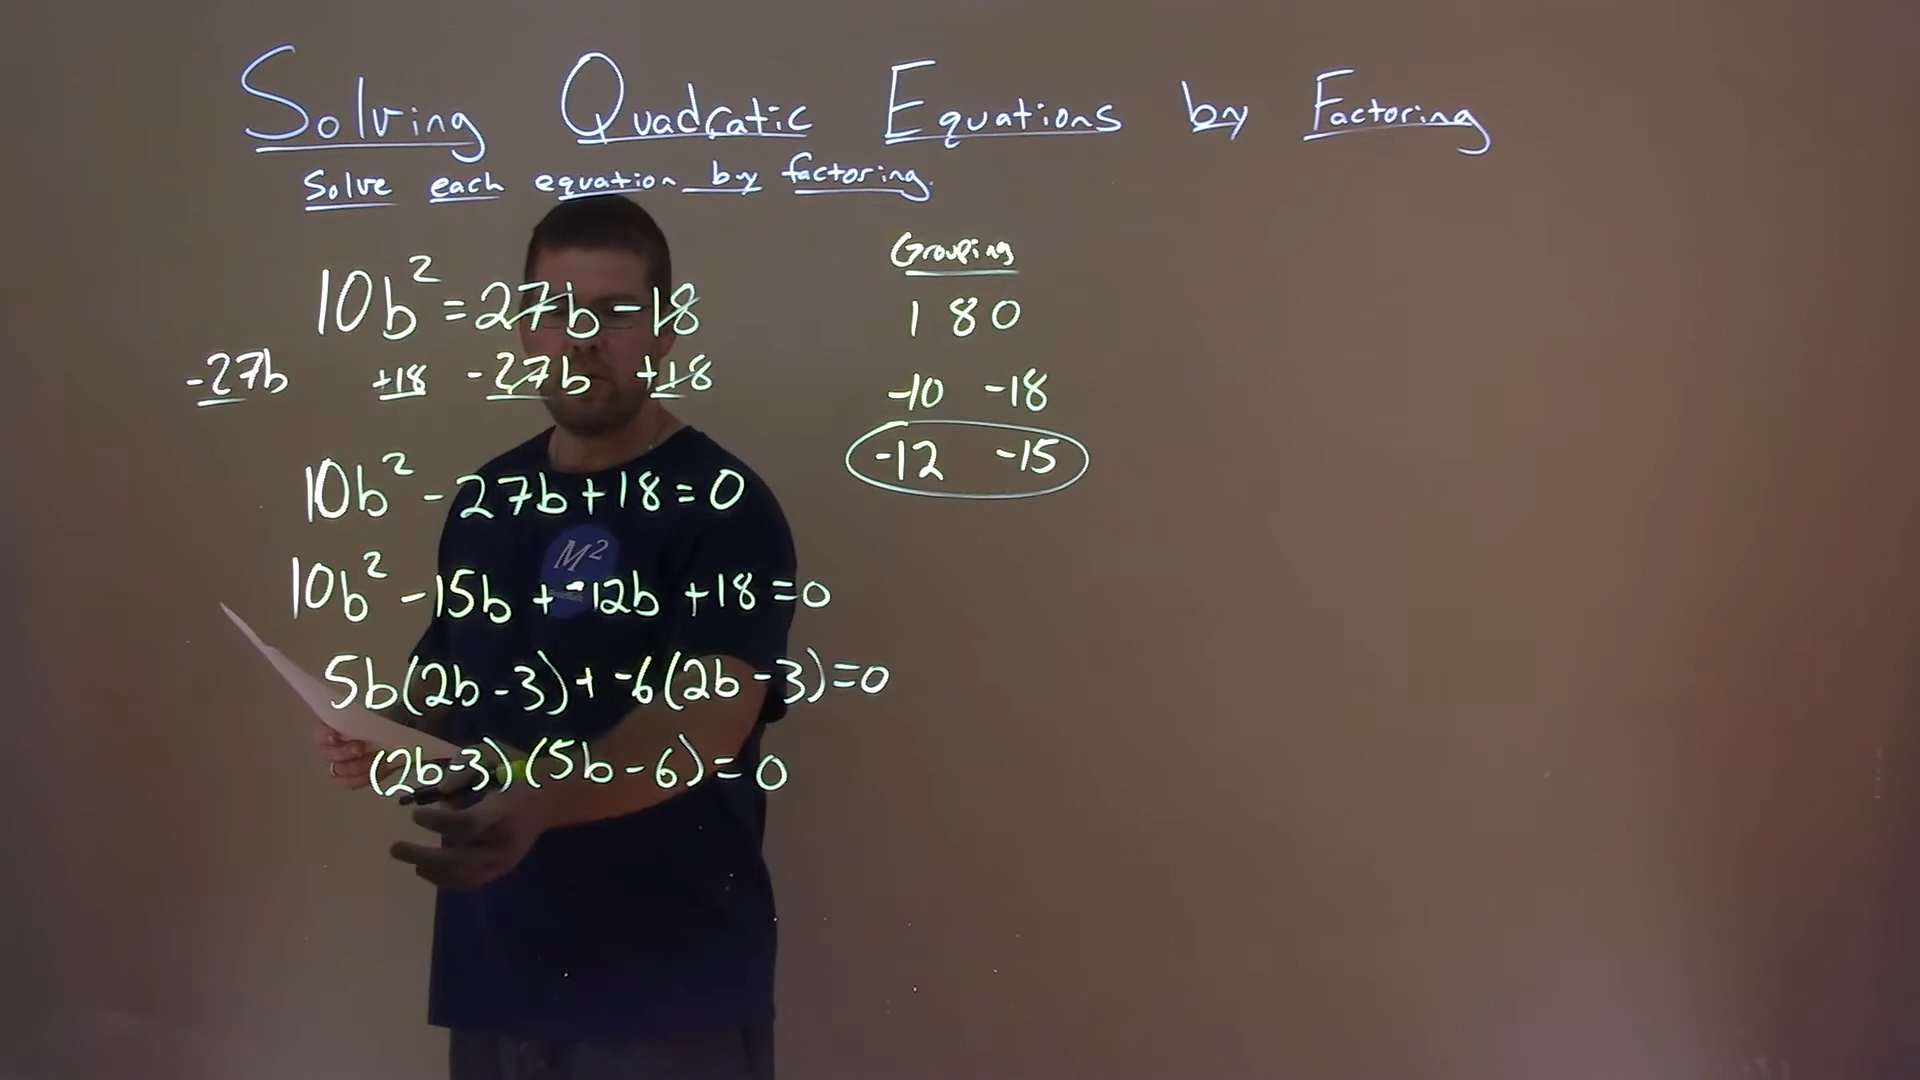 Solving Quadratic Equations by Factoring
Solve each equation by factoring.
10b² = 27b - 18
-27b +18 -27b +18
10b² - 27b + 18 = 0
M²
10b² - 15b + -12b + 18 = 0
5b(2b - 3) + -6(2b - 3) = 0
(2b-3)(5b-6) = 0
Grouping
180
-10 -18
-12 -15